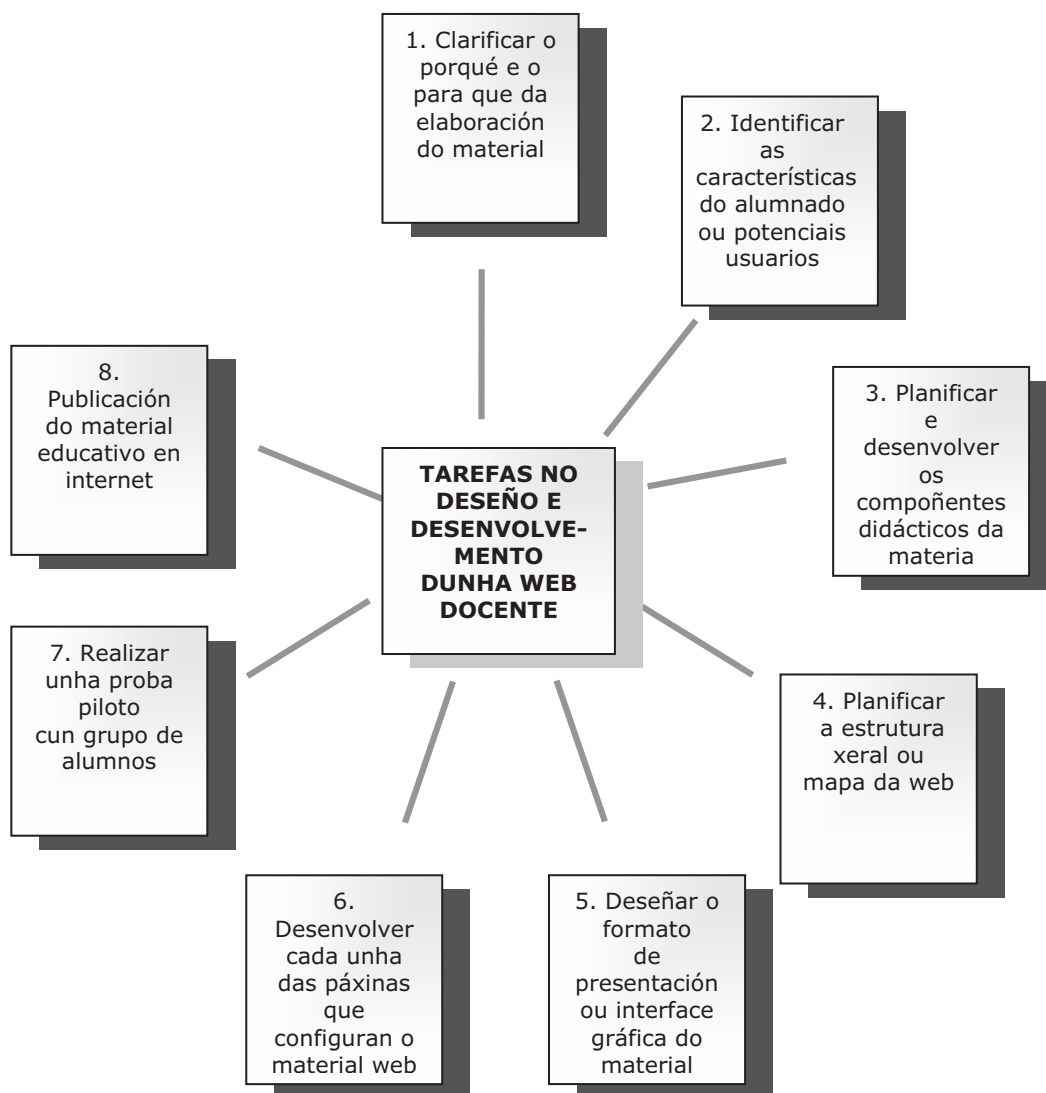 1. Clarificar o
porqué e o
para que da
elaboración
do material
2. Identificar
as
características
do alumnado
ou potenciais
usuarios
3. Planificar
e
desenvolver
os
compoñentes
didácticos da
materia
4. Planificar
a estrutura
xeral ou
mapa da web
5. Deseñar o
formato
de
presentación
ou interface
gráfica do
material
6.
Desenvolver
cada unha
das páxinas
que
configuran o
material web
7. Realizar
unha proba
piloto
cun grupo de
alumnos
8.
Publicación
do material
educativo en
internet
TAREFAS NO
DESEÑO E
DESENVOLVE-
MENTO
DUNHA WEB
DOCENTE